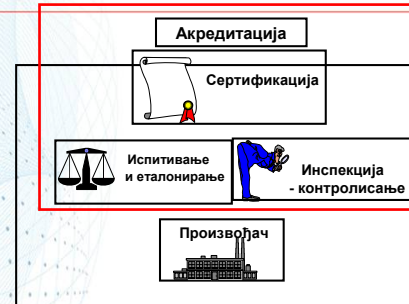 Акредитација
Сертификација
Испитивање
и еталонирање
Инспекција
- контролисање
Произвођач